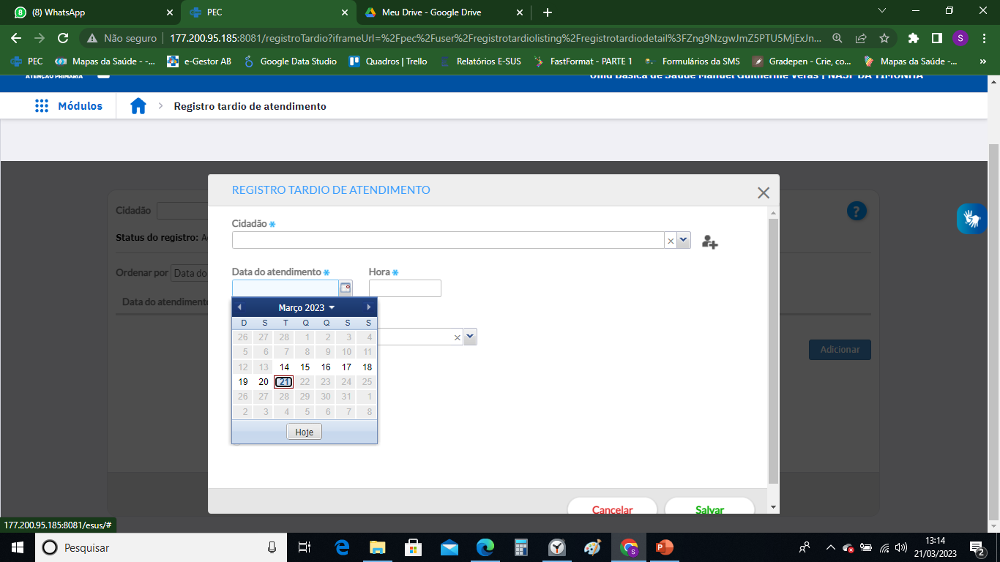 (8) WhatsApp
PEC
Meu Drive - Google Drive
Não seguro
177.200.95.185:8081/registroTardio?iframeUrl=%2Fpec%2Fuser%2Fregistrotardiolisting%2Fregistrotardiodetail%3FZng9NzgwJmZ5PTU5MjExJn...
PEC
Mapas da Saúde - -...
e-Gestor AB
Google Data Studio
Quadros | Trello
Relatórios E-SUS
FastFormat - PARTE 1
Formulários da SMS
Gradepen - Crie, co...
Mapas da Saúde -...
»
ATENÇÃO PRIMÁRIA
Unid Básica de Saúde Manuel Guilherme Veras | NASF DA TIMONHA
Módulos
Registro tardio de atendimento
REGISTRO TARDIO DE ATENDIMENTO
Cidadão
Status do registro: A
Ordenar por Data do
Data do atendiment
Cidadão *
Data do atendimento *
Hora *
Março 2023
D S T Q Q S S
26 27 28 1 2 3 4
5 6 7 8 9 10 11
12 13 14 15 16 17 18
19 20 21 22 23 24 25
26 27 28 29 30 31 1
2 3 4 5 6 7 8
Hoje
Adicionar
Cancelar
Salvar
177.200.95.185:8081/esus/#
Pesquisar
13:14
21/03/2023
2